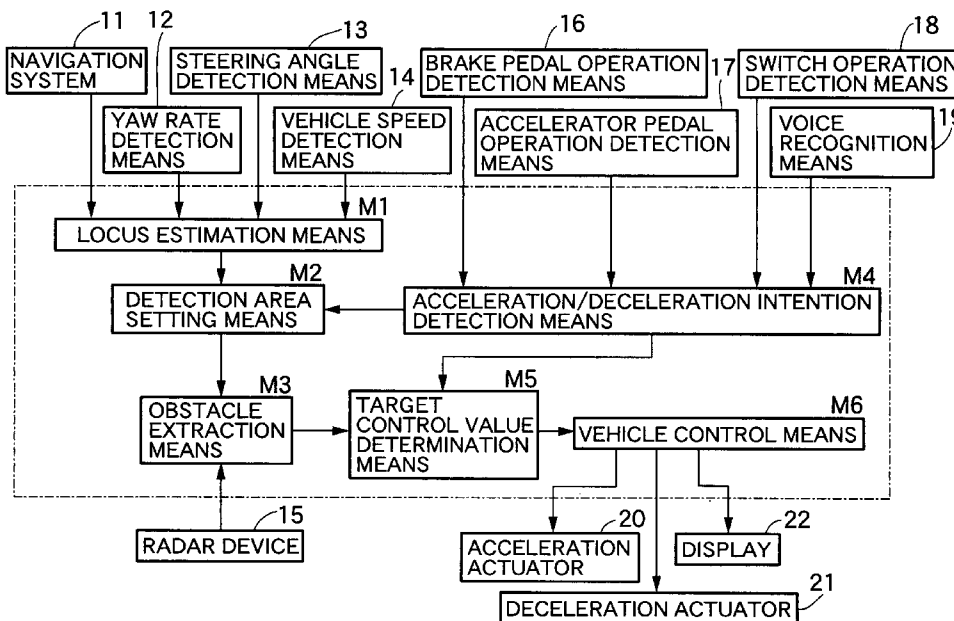 11
12
13
16
18
NAVIGATION
SYSTEM
STEERING ANGLE
DETECTION MEANS
BRAKE PEDAL OPERATION
DETECTION MEANS
SWITCH OPERATION
DETECTION MEANS
14
17
19
YAW RATE
DETECTION
MEANS
VEHICLE SPEED
DETECTION
MEANS
ACCELERATOR PEDAL
OPERATION DETECTION
MEANS
VOICE
RECOGNITION
MEANS
M1
LOCUS ESTIMATION MEANS
M2
DETECTION AREA
SETTING MEANS
M4
ACCELERATION/DECELERATION INTENTION
DETECTION MEANS
M3
OBSTACLE
EXTRACTION
MEANS
M5
TARGET
CONTROL VALUE
DETERMINATION
MEANS
M6
VEHICLE CONTROL MEANS
15
RADAR DEVICE
20
ACCELERATION
ACTUATOR
22
DISPLAY
21
DECELERATION ACTUATOR